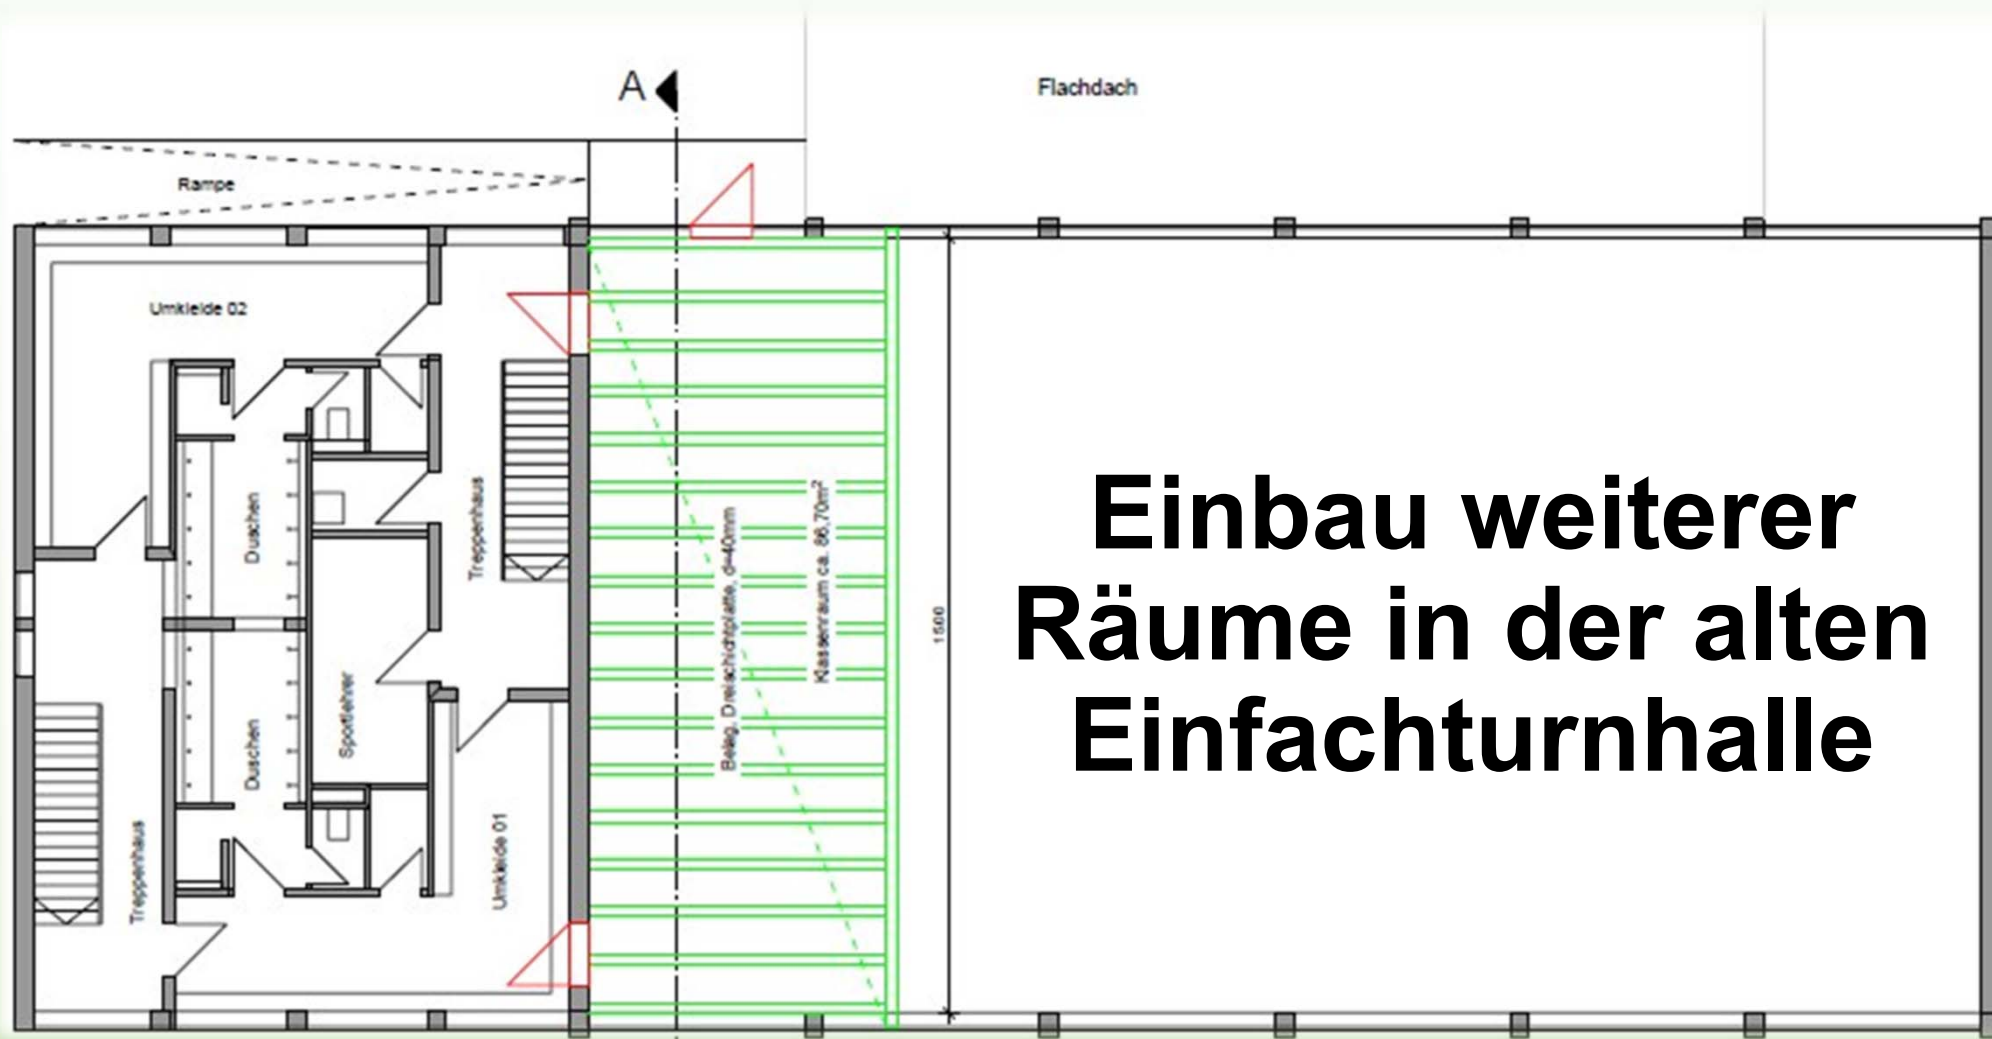 A
Flachdach
Rampe
Umkleide 02
Duschen
Treppenhaus
Belag, Dreischichtplatte, d=40mm
Klassenraum ca. 86,70m²
1500
Einbau weiterer
Räume in der alten
Einfachturnhalle
Sportlehrer
Duschen
Umkleide 01
Treppenhaus